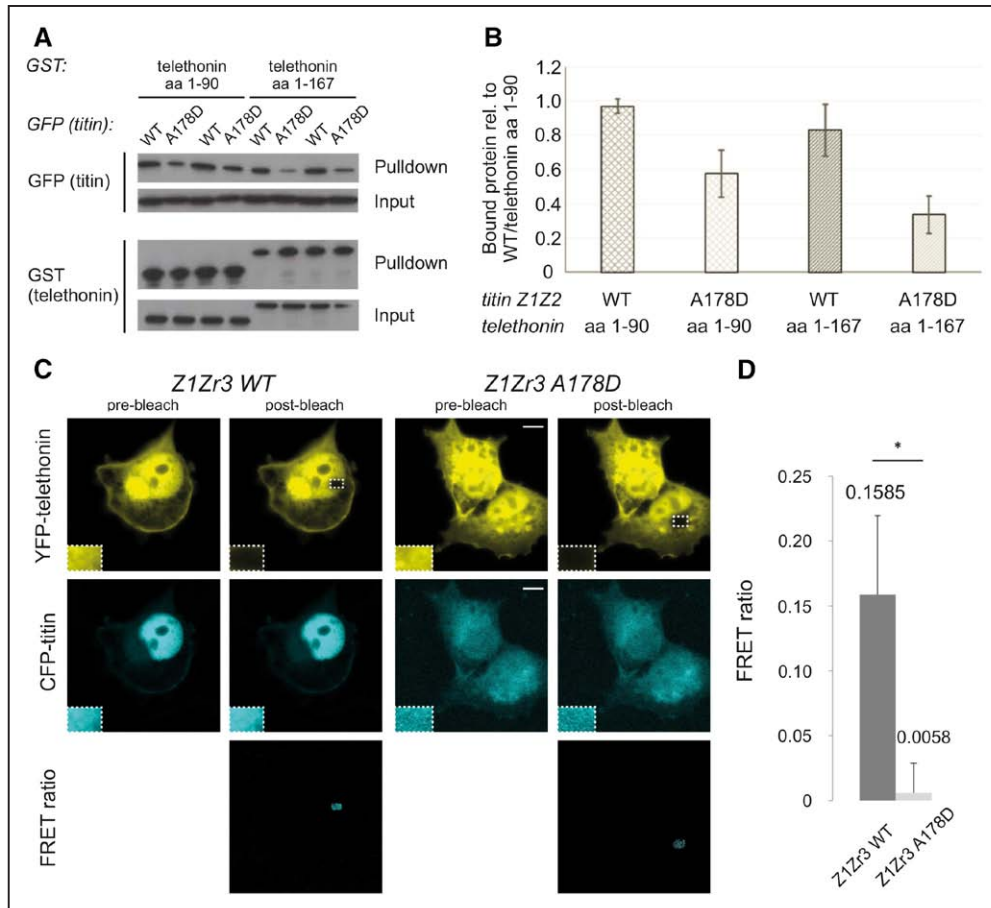 A
GST:
telethonin
aa 1-90
telethonin
aa 1-167
GFP (titin):
WT
A178D
WT
A178D
WT
A178D
WT
A178D
GFP (titin)
Pulldown
Input
GST
(telethonin)
Pulldown
Input
B
Bound protein rel. to
WT/telethonin aa 1-90
1.2
1.0
0.8
0.6
0.4
0.2
0
titin Z1Z2 WT A178D WT A178D
telethonin aa 1-90 aa 1-90 aa 1-167 aa 1-167
C
Z1Zr3 WT Z1Zr3 A178D
pre-bleach post-bleach pre-bleach post-bleach
YFP-telethonin
CFP-titin
FRET ratio
D
*
FRET ratio
0.25
0.20
0.15
0.10
0.05
0
0.1585
0.0058
Z1Zr3 WT
Z1Zr3 A178D